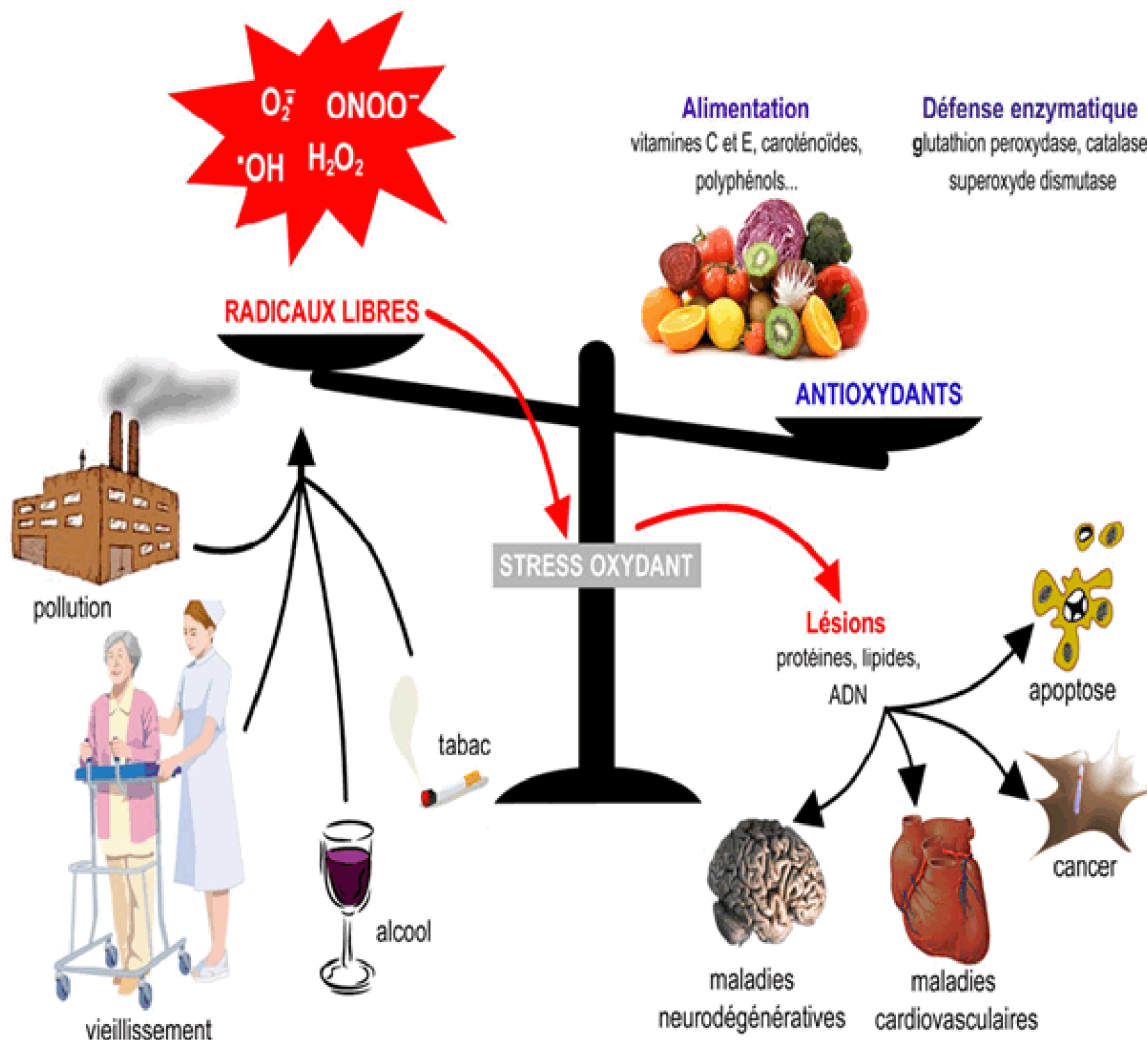 O₂•⁻ ONOO⁻
•OH H₂O₂
RADICAUX LIBRES
Alimentation
vitamines C et E, caroténoïdes,
polyphénols...
Défense enzymatique
glutathion peroxydase, catalase
superoxyde dismutase
ANTIOXYDANTS
STRESS OXYDANT
pollution
vieillissement
alcool
tabac
Lésions
protéines, lipides,
ADN
apoptose
cancer
maladies
cardiovasculaires
maladies
neurodégénératives